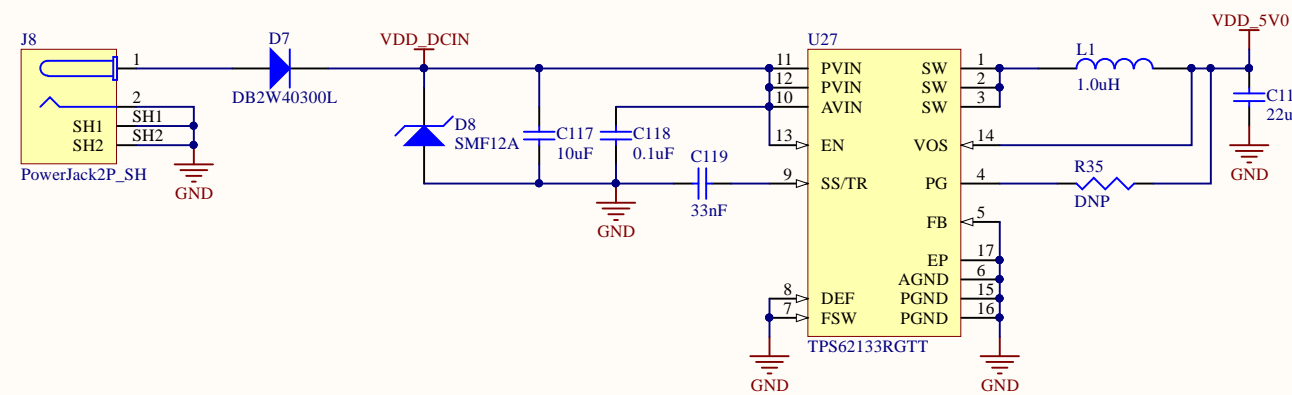 J8
1
2
SH1
SH2
SH1
SH2
PowerJack2P_SH
GND
D7
DB2W40300L
VDD_DCIN
D8
SMF12A
C117
10uF
C118
0.1uF
C119
33nF
GND
U27
11 PVIN
12 PVIN
10 AVIN
13 EN
9 SS/TR
8 DEF
7 FSW
SW 1
SW 2
SW 3
VOS 14
PG 4
FB 5
EP 17
AGND 6
PGND 15
PGND 16
TPS62133RGTT
GND
GND
L1
1.0uH
R35
DNP
VDD_5V0
C11
22u
GND